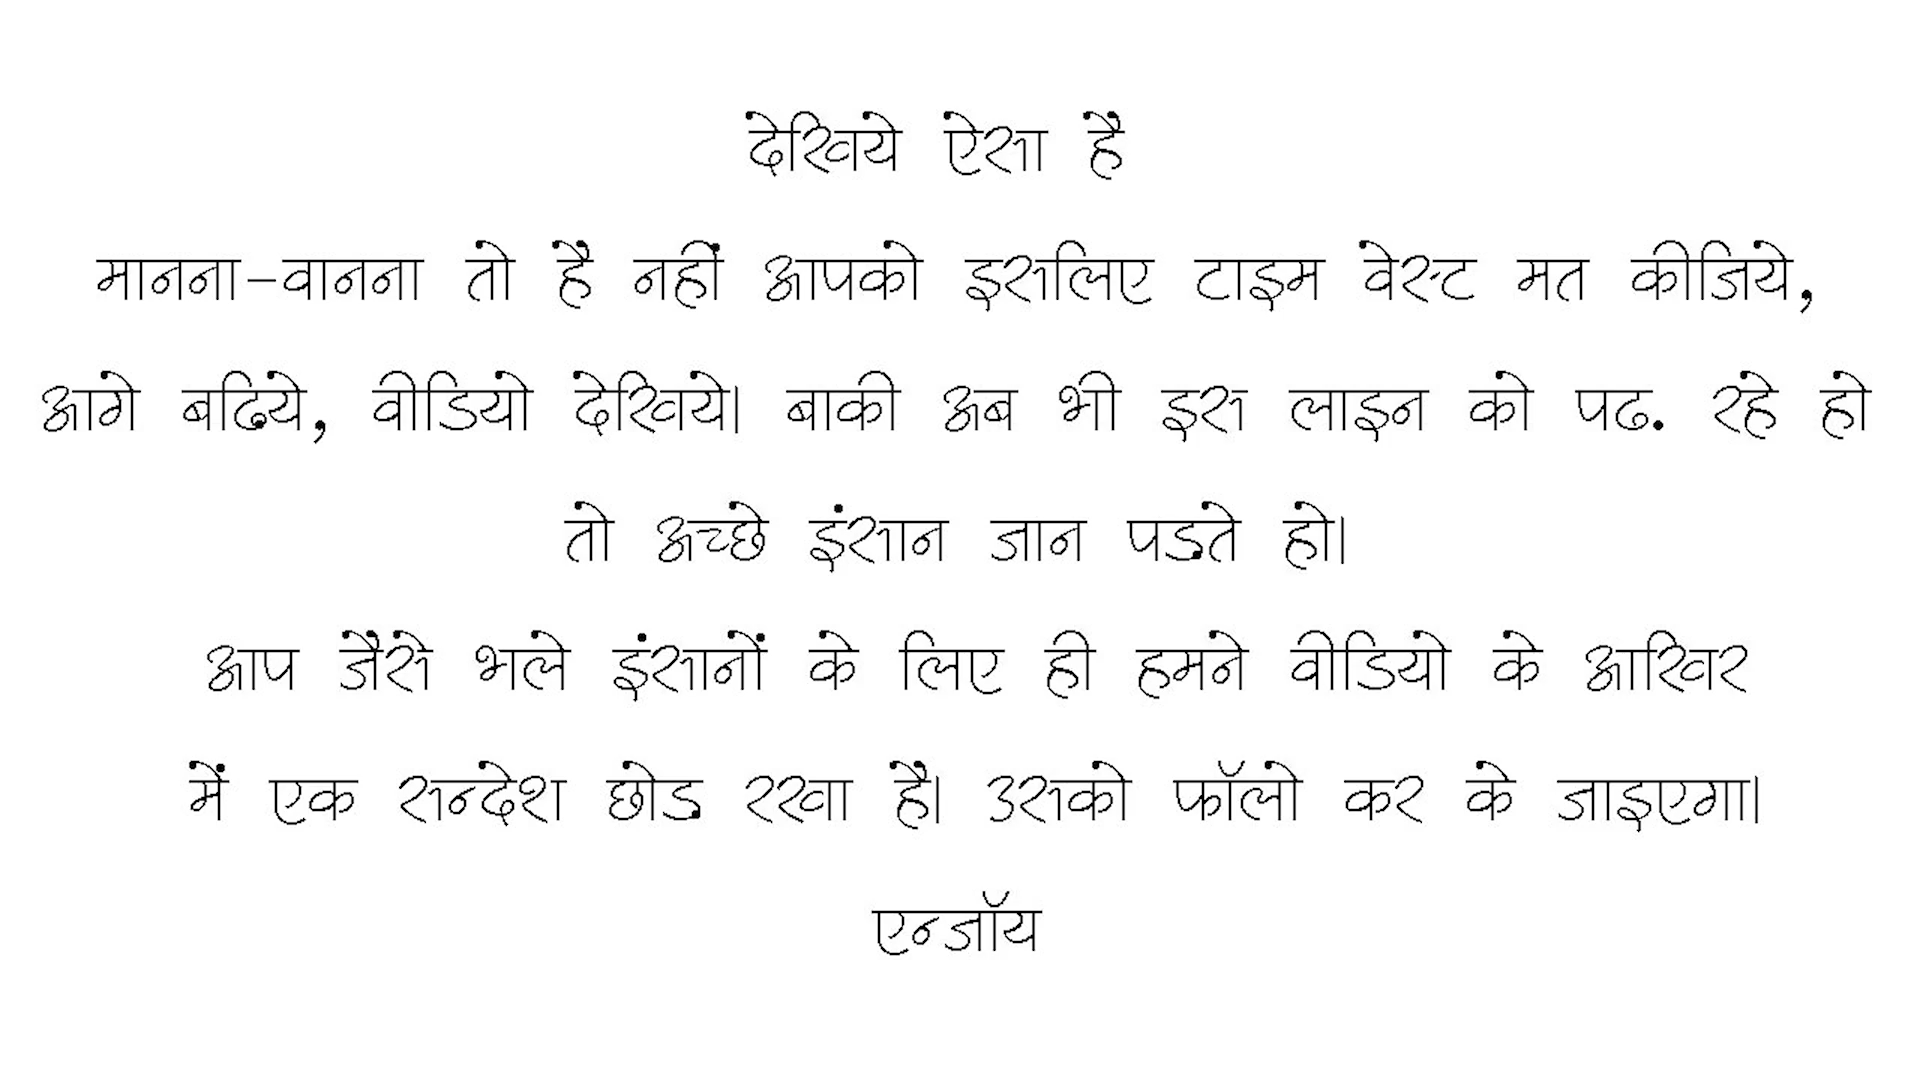 देखिये ऐसा है
मानना-वानना तो है नहीं आपको इसलिए टाइम वेस्ट मत कीजिये,
आगे बढ़िये, वीडियो देखिये। बाकी अब भी इस लाइन को पढ. रहे हो
तो अच्छे इंसान जान पड़ते हो।
आप जैसे भले इंसानों के लिए ही हमने वीडियो के आखिर
में एक सन्देश छोड़ रखा है। उसको फॉलो कर के जाइएगा।
एन्जॉय